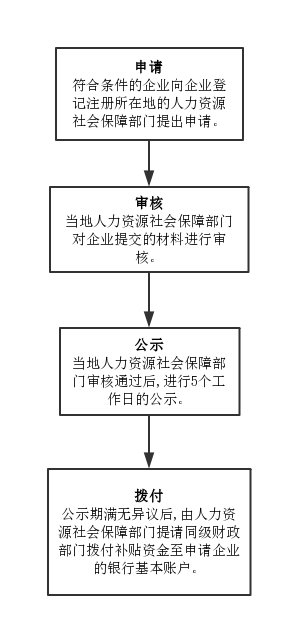 申请
符合条件的企业向企业登
记注册所在地的人力资源
社会保障部门提出申请。
审核
当地人力资源社会保障部门
对企业提交的材料进行审
核。
公示
当地人力资源社会保障部
门审核通过后,进行5个工
作日的公示。
拨付
公示期满无异议后,由人力资
源社会保障部门提请同级财政
部门拨付补贴资金至申请企业
的银行基本账户。